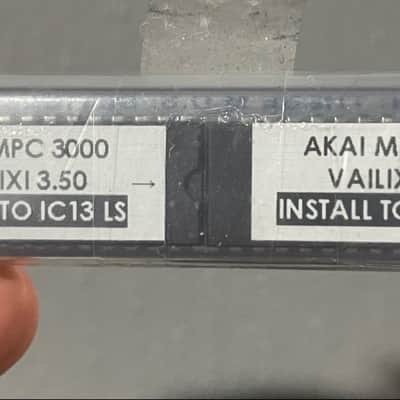 MPC 3000
IXI 3.50 →
TO IC13 LS
AKAI M
VAILIX
INSTALL TO